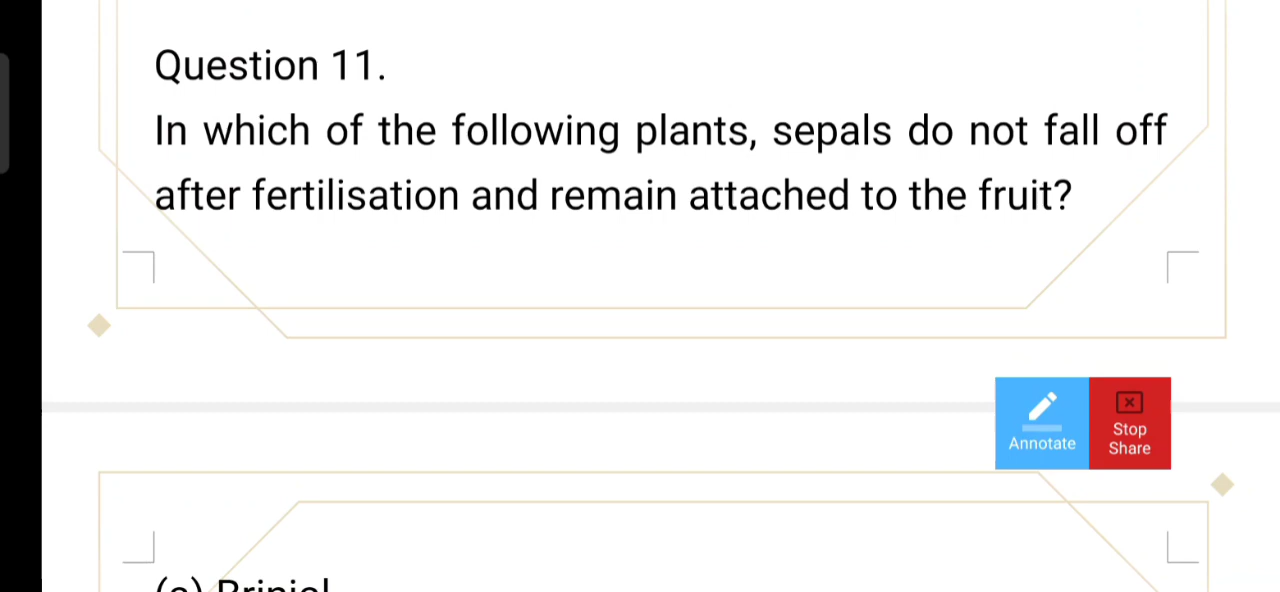 Question 11.
In which of the following plants, sepals do not fall off
after fertilisation and remain attached to the fruit?
Annotate
Stop
Share